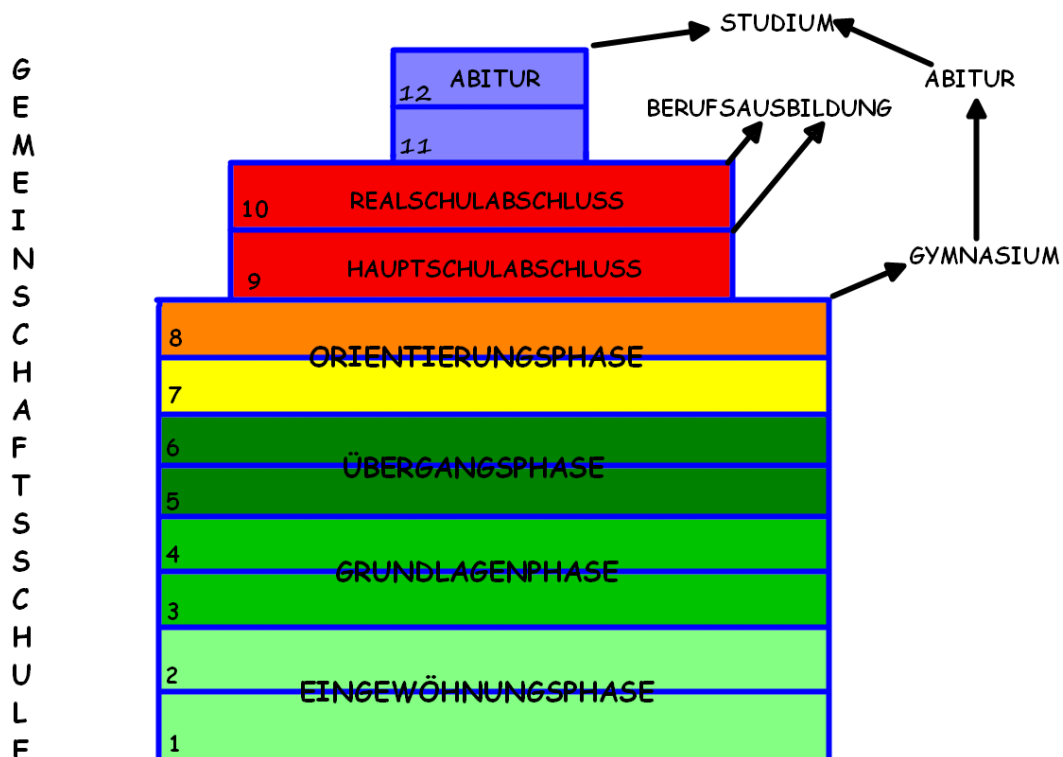 GEMEINSCHAFTSSCHULE
STUDIUM
12 ABITUR
ABITUR
BERUFSAUSBILDUNG
11
10 REALSCHULABSCHLUSS
GYMNASIUM
9 HAUPTSCHULABSCHLUSS
8
ORIENTIERUNGSPHASE
7
6
ÜBERGANGSPHASE
5
4
GRUNDLAGENPHASE
3
2
EINGEWÖHNUNGSPHASE
1